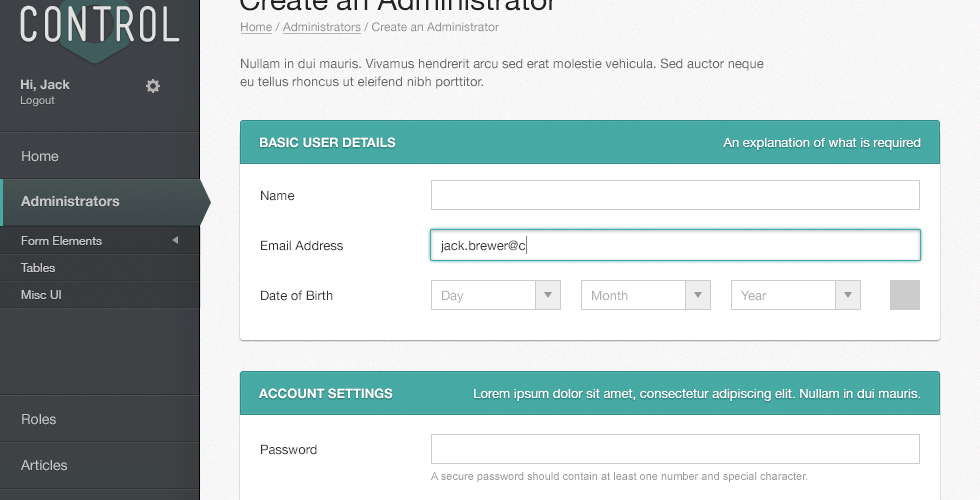 CONTROL
Hi, Jack
Logout
Home
Administrators
Form Elements
Tables
Misc UI
Roles
Articles
Create an Administrator
Home / Administrators / Create an Administrator
Nullam in dui mauris. Vivamus hendrerit arcu sed erat molestie vehicula. Sed auctor neque
eu tellus rhoncus ut eleifend nibh porttitor.
BASIC USER DETAILS An explanation of what is required
Name
Email Address jack.brewer@c
Date of Birth Day Month Year
ACCOUNT SETTINGS Lorem ipsum dolor sit amet, consectetur adipiscing elit. Nullam in dui mauris.
Password
A secure password should contain at least one number and special character.